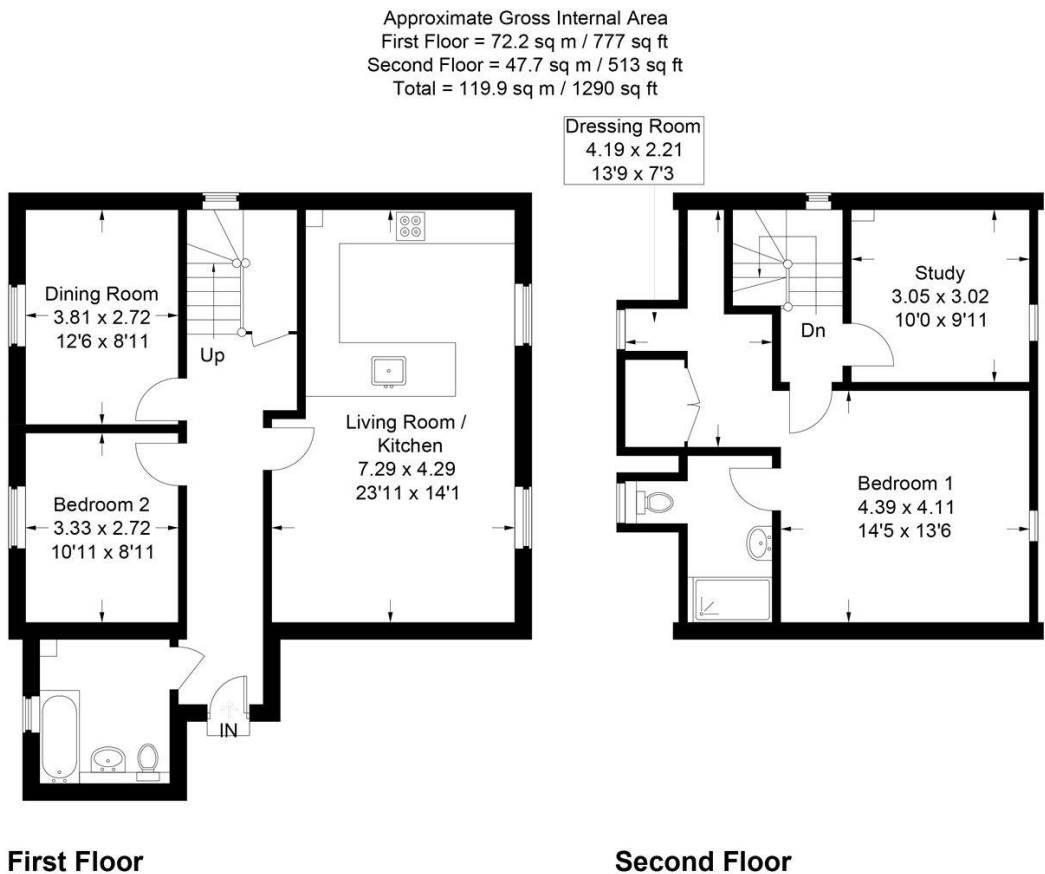 Approximate Gross Internal Area
First Floor = 72.2 sq m / 777 sq ft
Second Floor = 47.7 sq m / 513 sq ft
Total = 119.9 sq m / 1290 sq ft
Dressing Room
4.19 x 2.21
13'9 x 7'3
Dining Room
3.81 x 2.72
12'6 x 8'11
Up
Living Room /
Kitchen
7.29 x 4.29
23'11 x 14'1
Bedroom 2
3.33 x 2.72
10'11 x 8'11
IN
Study
3.05 x 3.02
10'0 x 9'11
Dn
Bedroom 1
4.39 x 4.11
14'5 x 13'6
First Floor
Second Floor